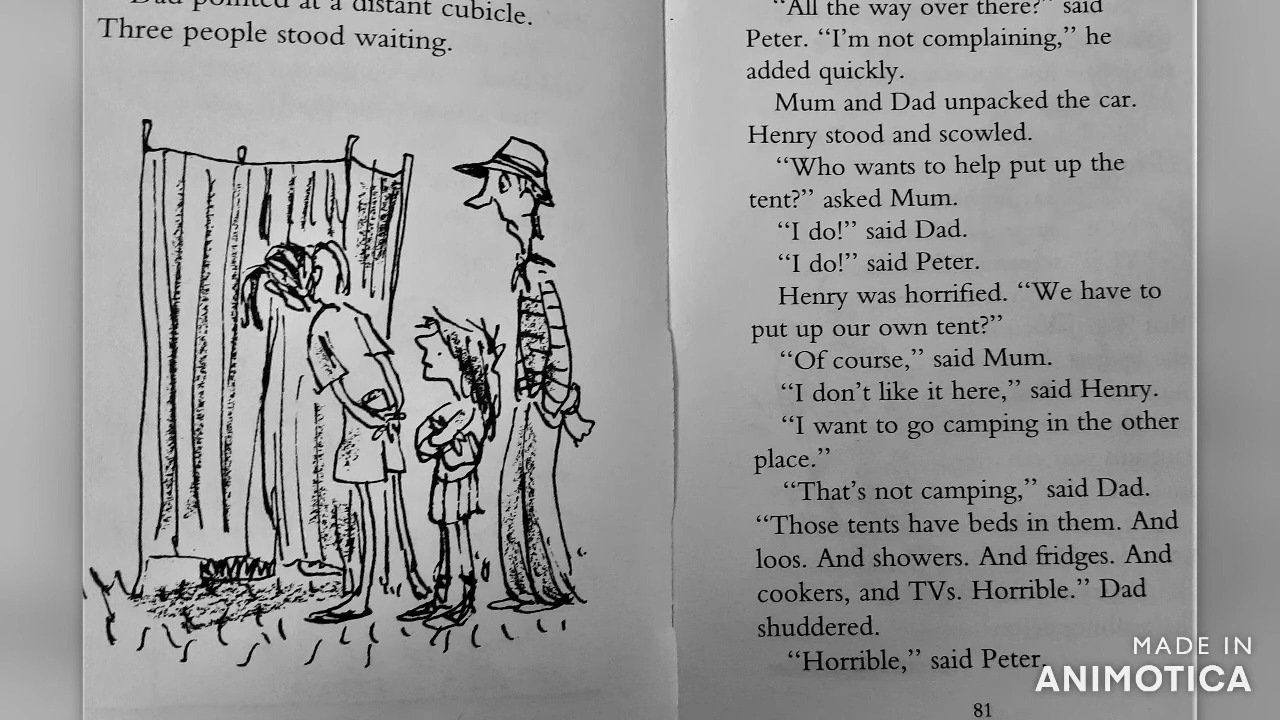 Dad pointed at a distant cubicle.
Three people stood waiting.
“All the way over there?” said
Peter. “I’m not complaining,” he
added quickly.
Mum and Dad unpacked the car.
Henry stood and scowled.
“Who wants to help put up the
tent?” asked Mum.
“I do!” said Dad.
“I do!” said Peter.
Henry was horrified. “We have to
put up our own tent?”
“Of course,” said Mum.
“I don’t like it here,” said Henry.
“I want to go camping in the other
place.”
“That’s not camping,” said Dad.
“Those tents have beds in them. And
loos. And showers. And fridges. And
cookers, and TVs. Horrible.” Dad
shuddered.
“Horrible,” said Peter.
81
MADE IN
ANIMOTICA